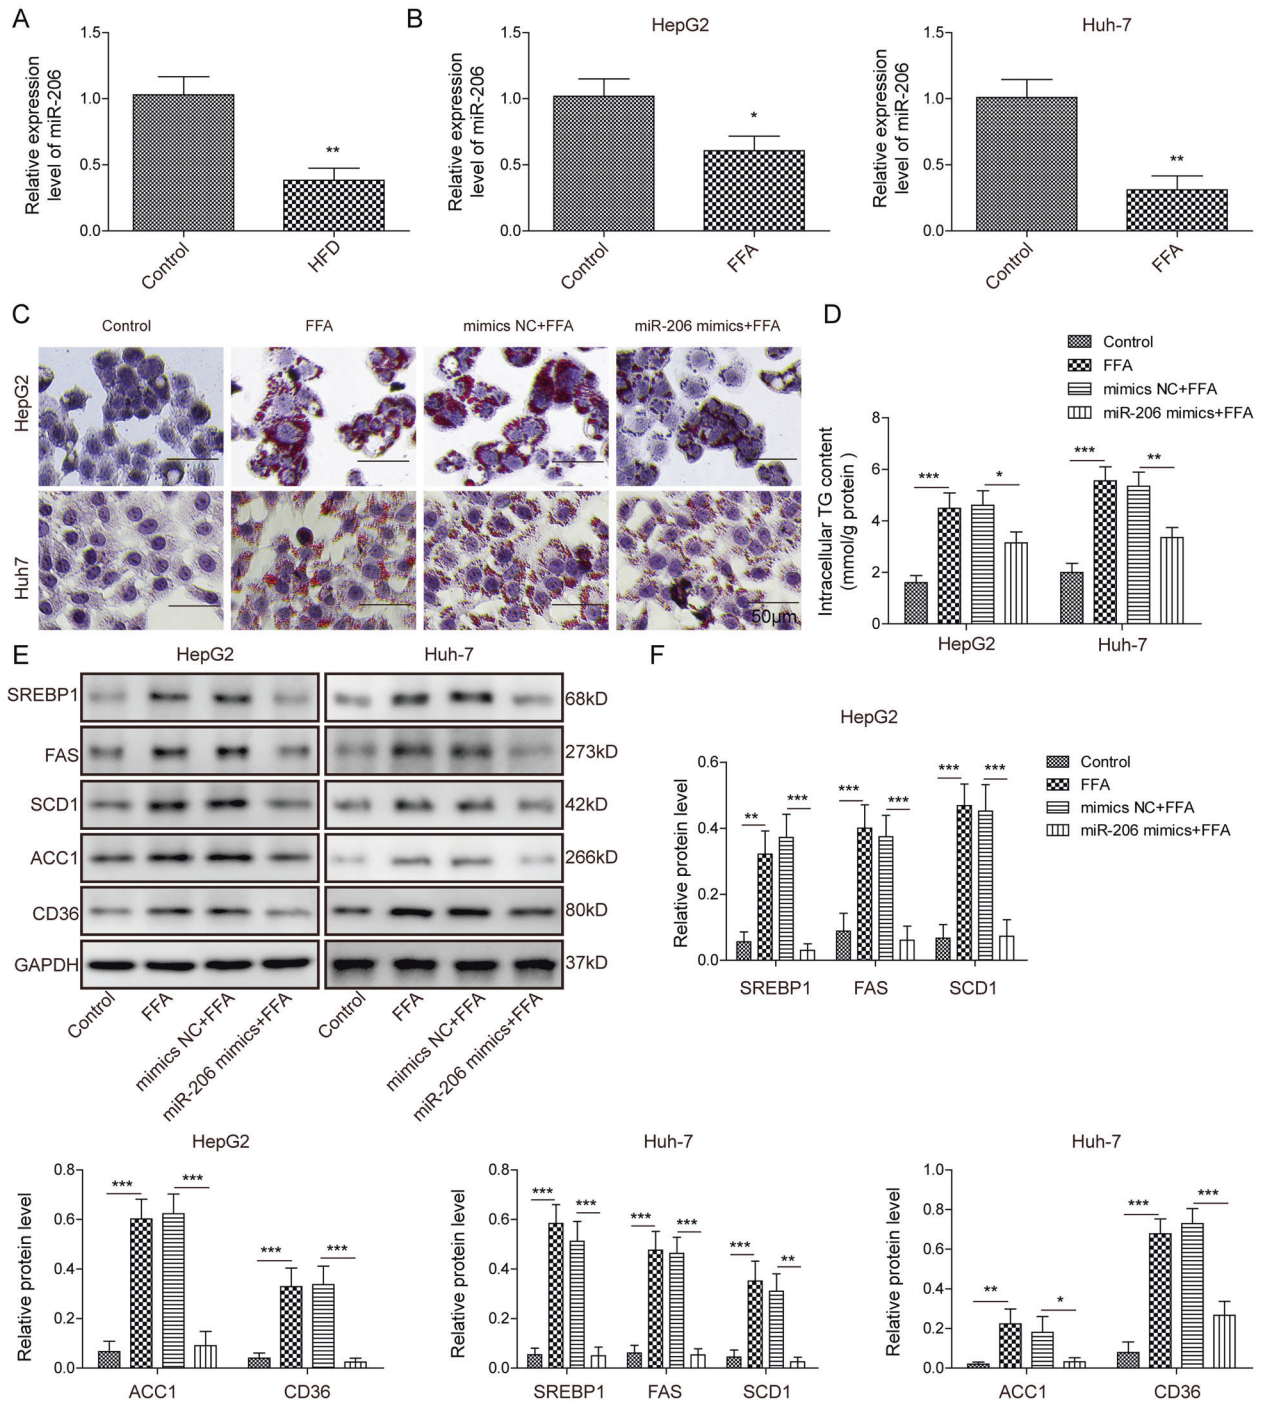 A
B
HepG2
Huh-7
Relative expression
level of miR-206
1.5
1.0
0.5
0.0
**
Control
HFD
Relative expression
level of miR-206
1.5
1.0
0.5
0.0
*
Control
FFA
Relative expression
level of miR-206
1.5
1.0
0.5
0.0
**
Control
FFA
C
Control
FFA
mimics NC+FFA
miR-206 mimics+FFA
HepG2
Huh7
50μm
D
Control
FFA
mimics NC+FFA
miR-206 mimics+FFA
Intracellular TG content
(mmol/g protein )
8
6
4
2
0
***
*
***
**
HepG2
Huh-7
E
HepG2
Huh-7
SREBP1
68kD
FAS
273kD
SCD1
42kD
ACC1
266kD
CD36
80kD
GAPDH
37kD
Control
FFA
mimics NC+FFA
miR-206 mimics+FFA
Control
FFA
mimics NC+FFA
miR-206 mimics+FFA
F
HepG2
Control
FFA
mimics NC+FFA
miR-206 mimics+FFA
Relative protein level
0.6
0.4
0.2
0.0
**
***
***
***
***
***
SREBP1
FAS
SCD1
HepG2
Relative protein level
0.8
0.6
0.4
0.2
0.0
***
***
***
***
ACC1
CD36
Huh-7
Relative protein level
0.8
0.6
0.4
0.2
0.0
***
***
***
***
***
**
SREBP1
FAS
SCD1
Huh-7
Relative protein level
1.0
0.8
0.6
0.4
0.2
0.0
**
*
***
***
ACC1
CD36